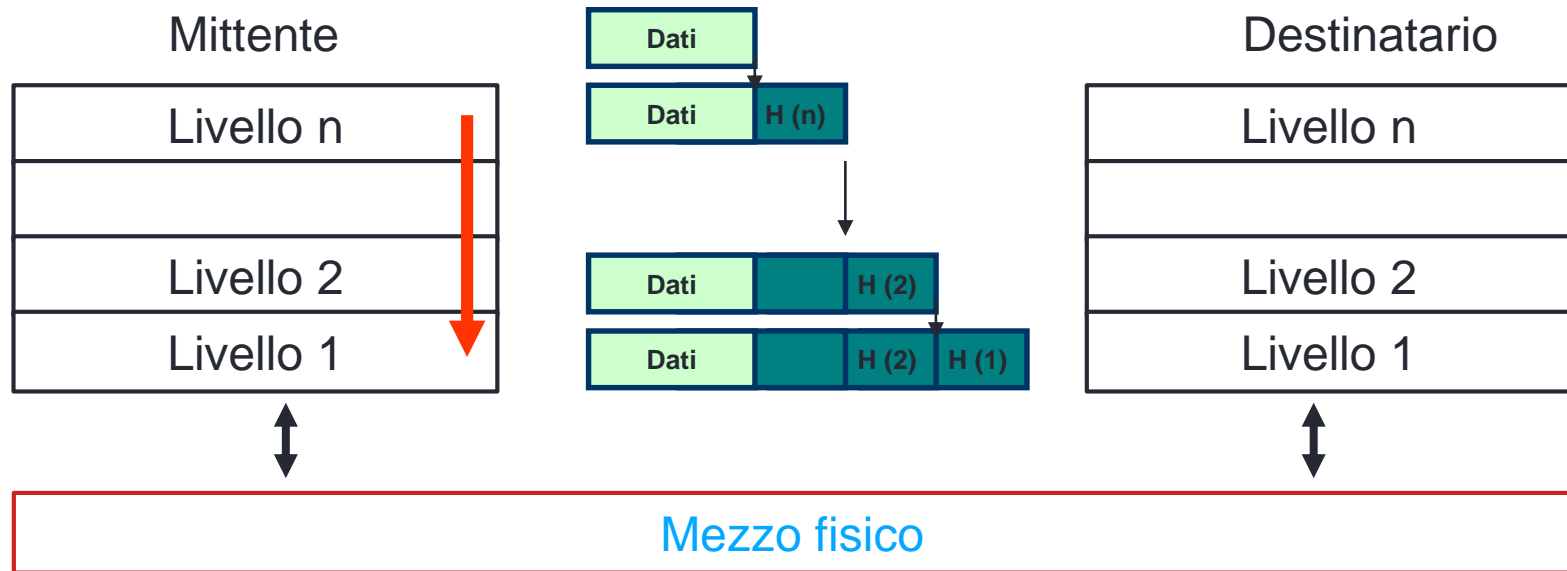 Mittente
Dati
Destinatario
Livello n
Dati H (n)
Livello n
Livello 2
Dati H (2)
Livello 2
Livello 1
Dati H (2) H (1)
Livello 1
Mezzo fisico